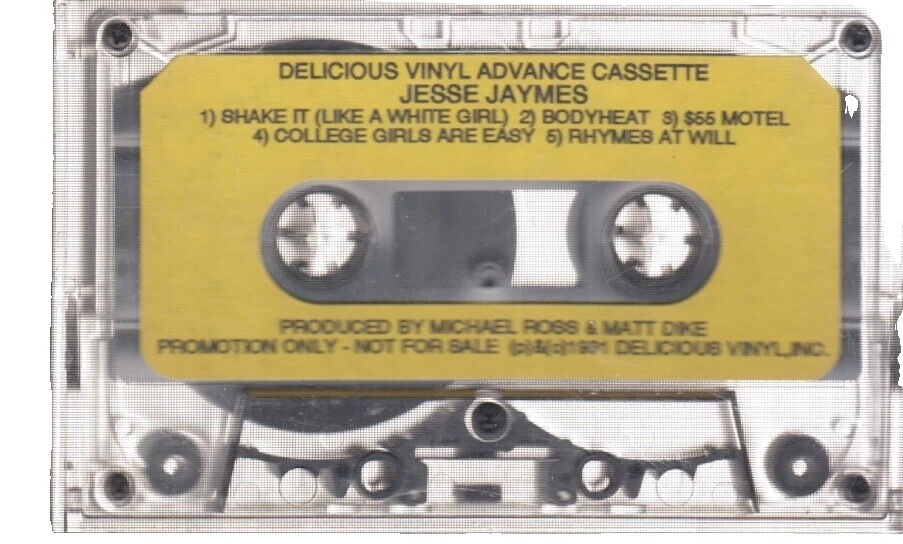 DELICIOUS VINYL ADVANCE CASSETTE
JESSE JAYMES
1) SHAKE IT (LIKE A WHITE GIRL) 2) BODYHEAT 3) $55 MOTEL
4) COLLEGE GIRLS ARE EASY 5) RHYMES AT WILL
PRODUCED BY MICHAEL ROSS & MATT DIKE
PROMOTION ONLY - NOT FOR SALE (p)&(c)1991 DELICIOUS VINYL,INC.